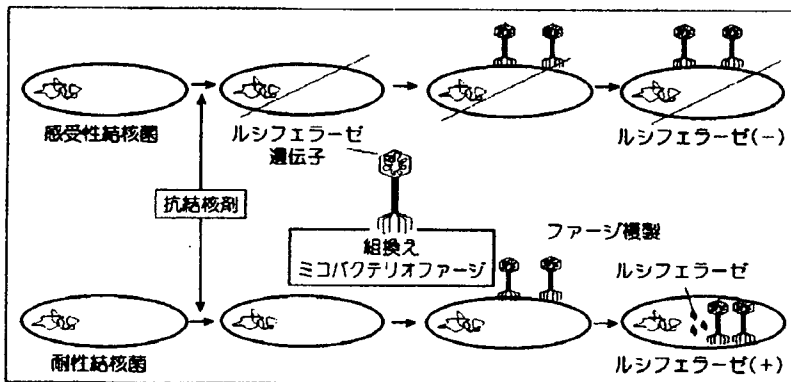 感受性結核菌
ルシフェラーゼ
遺伝子
ルシフェラーゼ(－)
抗結核剤
組換え
ミコバクテリオファージ
ファージ複製
ルシフェラーゼ
耐性結核菌
ルシフェラーゼ(＋)